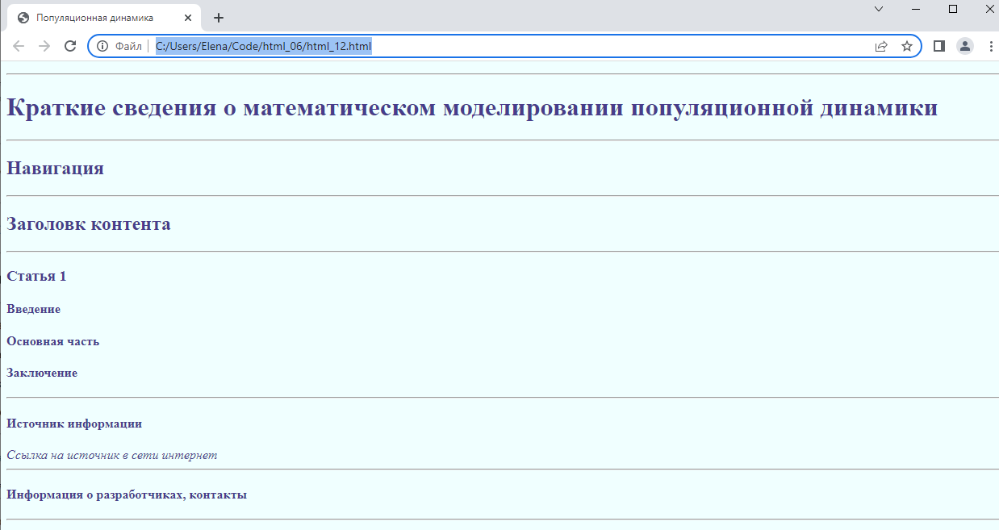 Популяционная динамика
Файл C:/Users/Elena/Code/html_06/html_12.html
Краткие сведения о математическом моделировании популяционной динамики
Навигация
Заголовк контента
Статья 1
Введение
Основная часть
Заключение
Источник информации
Ссылка на источник в сети интернет
Информация о разработчиках, контакты